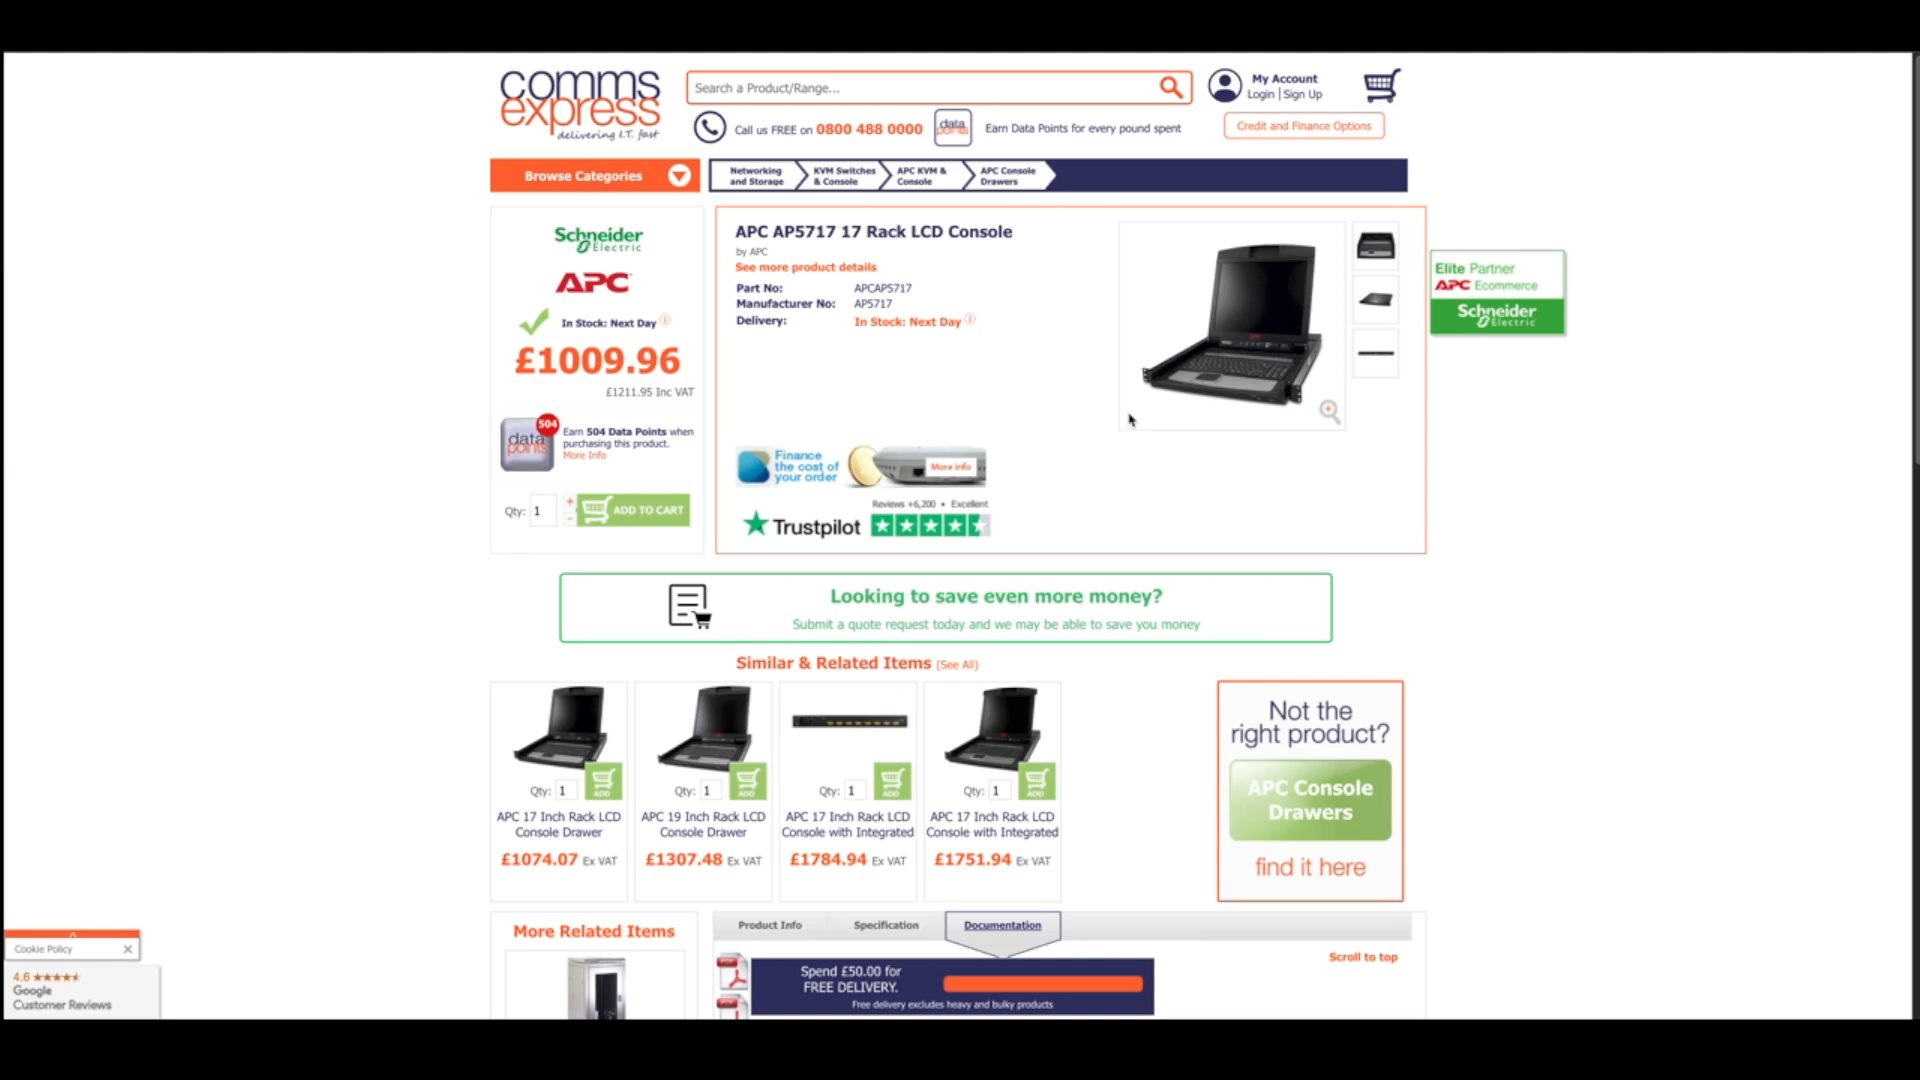 comms
express
delivering I.T. fast
Search a Product/Range...
My Account
Login | Sign Up
Call us FREE on 0800 488 0000
data
points
Earn Data Points for every pound spent
Credit and Finance Options
Browse Categories
Networking
and Storage
KVM Switches
& Console
APC KVM &
Console
APC Console
Drawers
Schneider
Electric
APC
In Stock: Next Day
£1009.96
£1211.95 Inc VAT
504
data
points
Earn 504 Data Points when
purchasing this product.
More Info
Qty: 1
+
-
ADD TO CART
APC AP5717 17 Rack LCD Console
by APC
See more product details
Part No: APCAP5717
Manufacturer No: AP5717
Delivery: In Stock: Next Day
Finance
the cost of
your order
More info
Reviews +6,200 • Excellent
Trustpilot
Elite Partner
APC Ecommerce
Schneider
Electric
Looking to save even more money?
Submit a quote request today and we may be able to save you money
Similar & Related Items (See All)
Qty: 1 ADD
APC 17 Inch Rack LCD
Console Drawer
£1074.07 Ex VAT
Qty: 1 ADD
APC 19 Inch Rack LCD
Console Drawer
£1307.48 Ex VAT
Qty: 1 ADD
APC 17 Inch Rack LCD
Console with Integrated
£1784.94 Ex VAT
Qty: 1 ADD
APC 17 Inch Rack LCD
Console with Integrated
£1751.94 Ex VAT
Not the
right product?
APC Console
Drawers
find it here
More Related Items
Product Info
Specification
Documentation
Scroll to top
Spend £50.00 for
FREE DELIVERY.
Free delivery excludes heavy and bulky products
Cookie Policy
4.6
Google
Customer Reviews